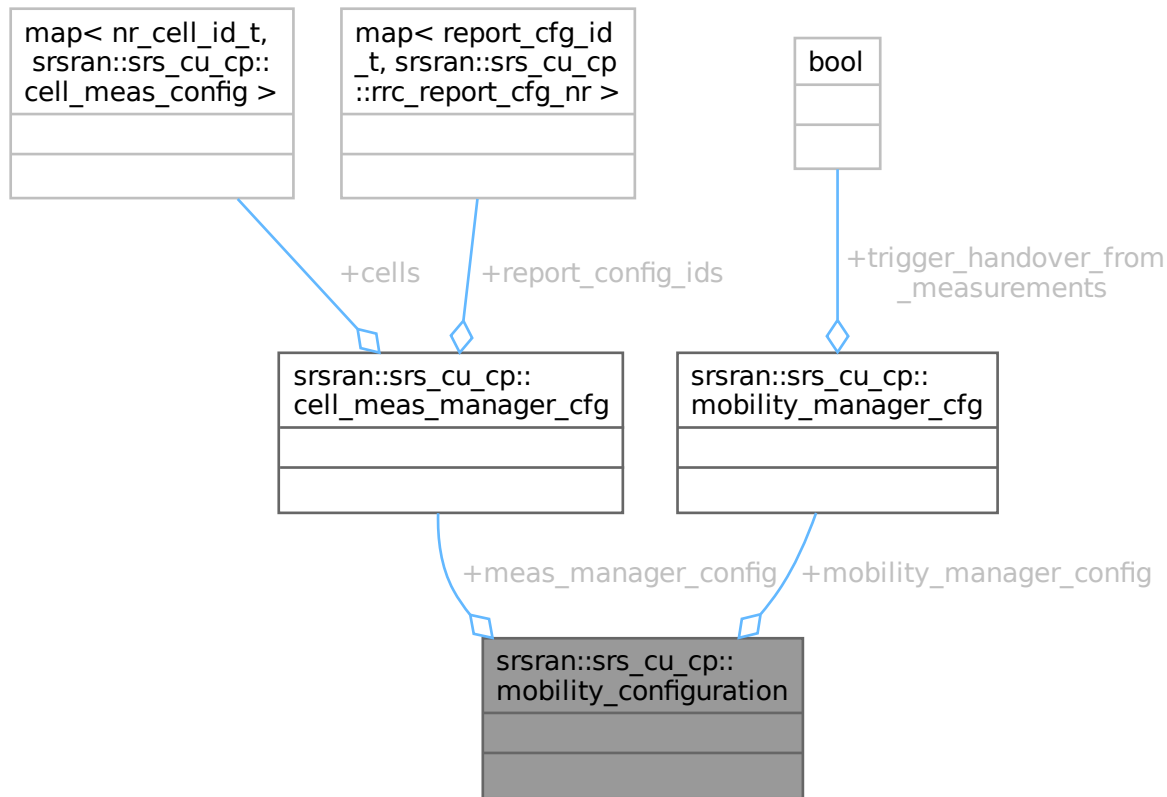 map< nr_cell_id_t,
srsran::srs_cu_cp::
cell_meas_config >
map< report_cfg_id
_t, srsran::srs_cu_cp
::rrc_report_cfg_nr >
bool
+cells
+report_config_ids
+trigger_handover_from
_measurements
srsran::srs_cu_cp::
cell_meas_manager_cfg
srsran::srs_cu_cp::
mobility_manager_cfg
+meas_manager_config
+mobility_manager_config
srsran::srs_cu_cp::
mobility_configuration